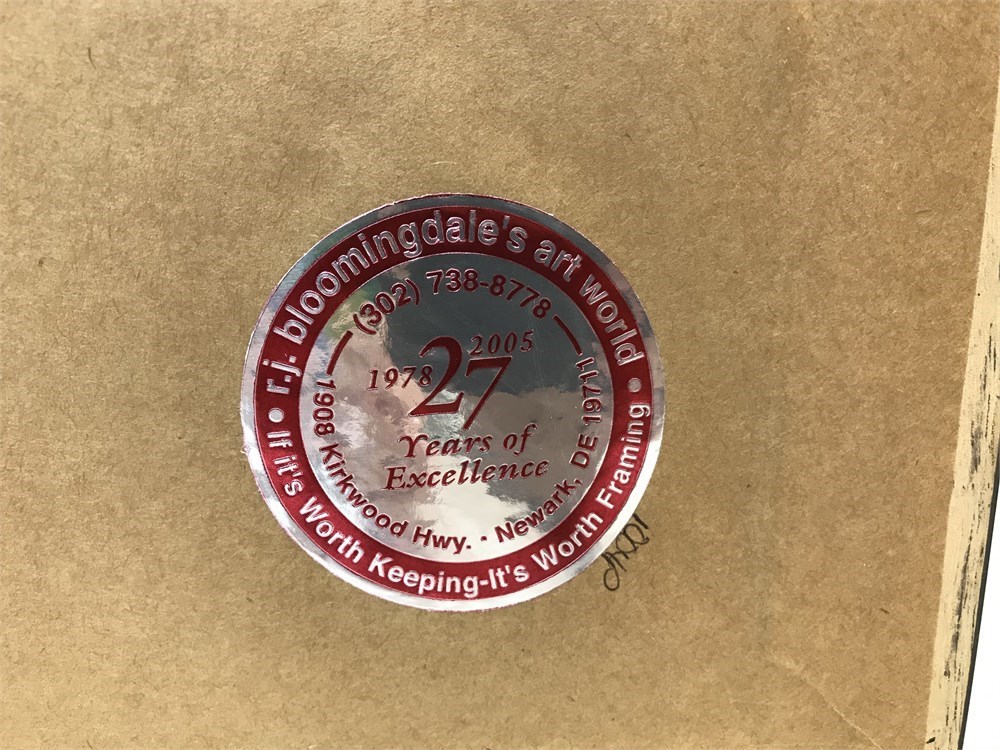 r.j. bloomingdale's art world
(302) 738-8778
1978 27 2005
Years of
Excellence
1908 Kirkwood Hwy. · Newark, DE 19711
If it's Worth Keeping-It's Worth Framing